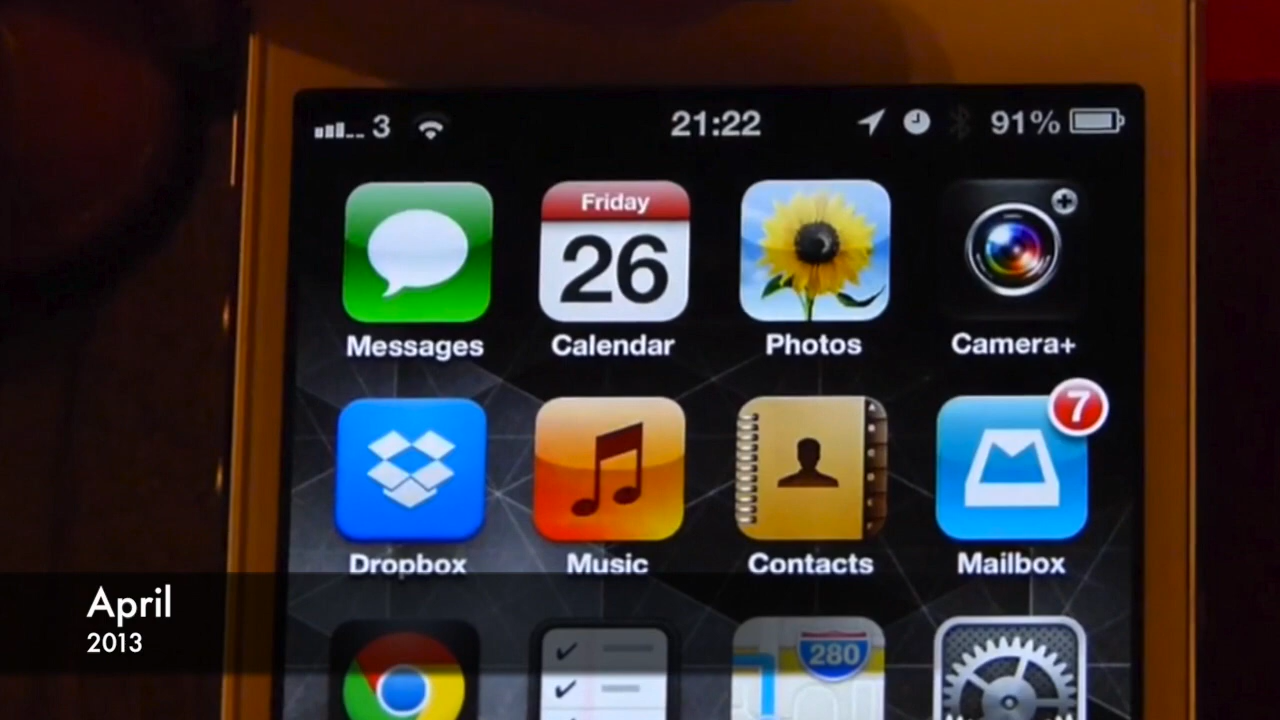 3 21:22 91%
Friday
26
Messages Calendar Photos Camera+
7
Dropbox Music Contacts Mailbox
April
2013
280